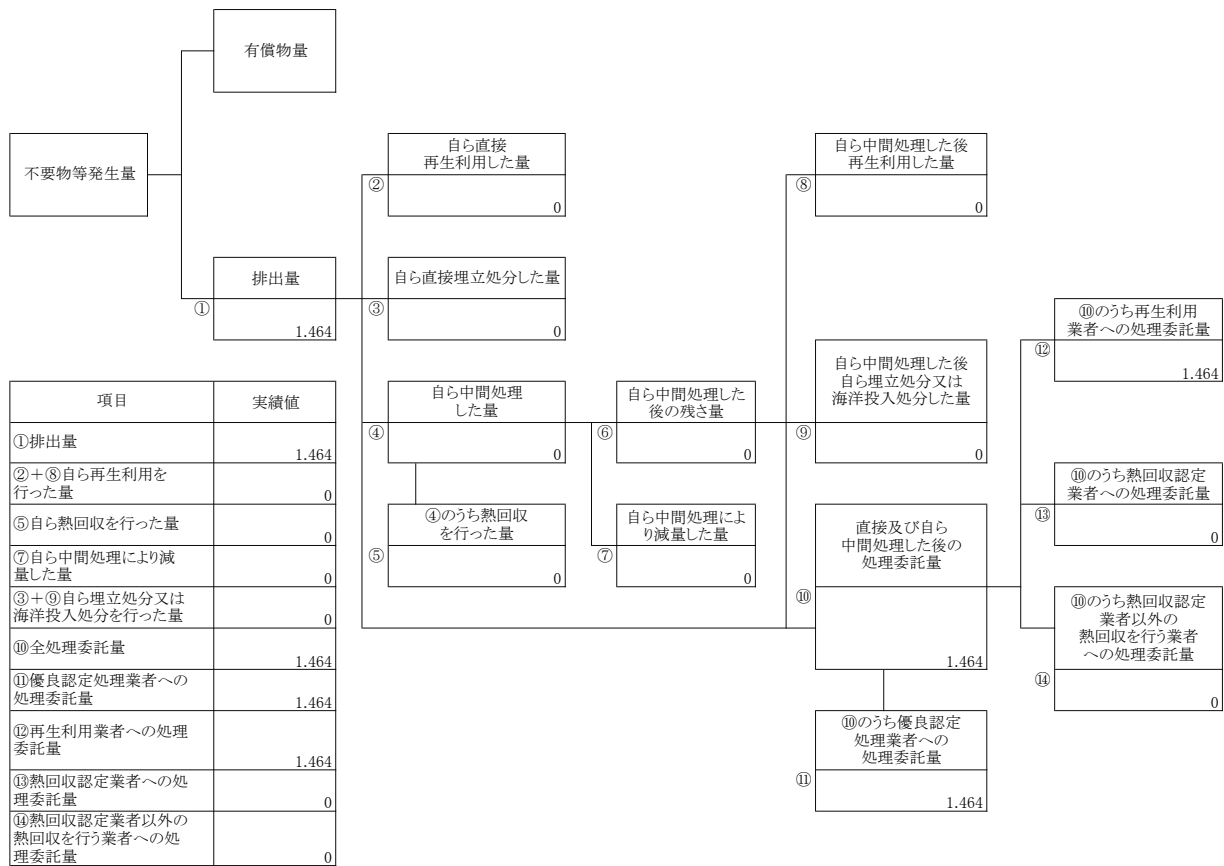 有償物量
不要物等発生量
自ら直接
再生利用した量
②
0
自ら中間処理した後
再生利用した量
⑧
0
排出量
①
1.464
自ら直接埋立処分した量
③
0
⑩のうち再生利用
業者への処理委託量
⑫
1.464
自ら中間処理
した量
④
0
自ら中間処理した
後の残さ量
⑥
0
自ら中間処理した後
自ら埋立処分又は
海洋投入処分した量
⑨
0
⑩のうち熱回収認定
業者への処理委託量
⑬
0
④のうち熱回収
を行った量
⑤
0
自ら中間処理によ
り減量した量
⑦
0
直接及び自ら
中間処理した後の
処理委託量
⑩
1.464
⑩のうち熱回収認定
業者以外の
熱回収を行う業者
への処理委託量
⑭
0
⑩のうち優良認定
処理業者への
処理委託量
⑪
1.464
項目 実績値
①排出量 1.464
②+⑧自ら再生利用を
行った量 0
⑤自ら熱回収を行った量 0
⑦自ら中間処理により減
量した量 0
③+⑨自ら埋立処分又は
海洋投入処分を行った量 0
⑩全処理委託量 1.464
⑪優良認定処理業者への
処理委託量 1.464
⑫再生利用業者への処理
委託量 1.464
⑬熱回収認定業者への処
理委託量 0
⑭熱回収認定業者以外の
熱回収を行う業者への処
理委託量 0